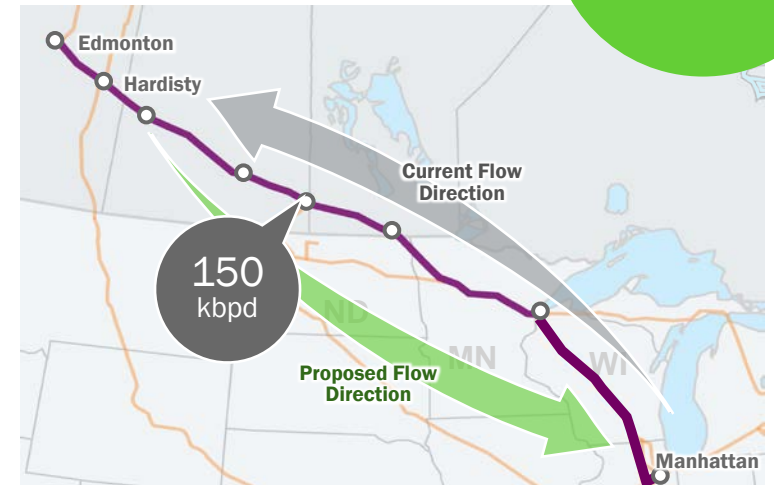 Edmonton
Hardisty
Current Flow
Direction
150
kbpd
ND
MN
WI
Proposed Flow
Direction
Manhattan